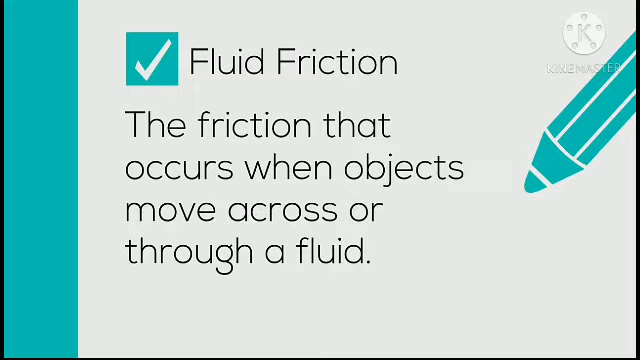 K
KINEMASTER
Fluid Friction
The friction that
occurs when objects
move across or
through a fluid.